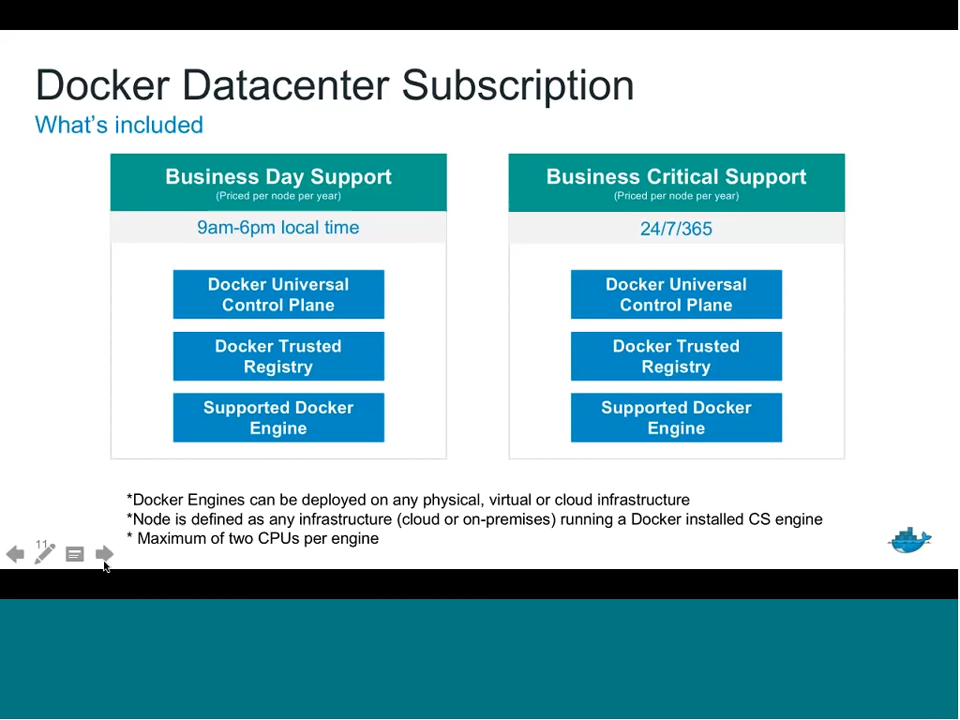 Docker Datacenter Subscription
What's included
Business Day Support
(Priced per node per year)
9am-6pm local time
Docker Universal
Control Plane
Docker Trusted
Registry
Supported Docker
Engine
Business Critical Support
(Priced per node per year)
24/7/365
Docker Universal
Control Plane
Docker Trusted
Registry
Supported Docker
Engine
*Docker Engines can be deployed on any physical, virtual or cloud infrastructure
*Node is defined as any infrastructure (cloud or on-premises) running a Docker installed CS engine
* Maximum of two CPUs per engine
11